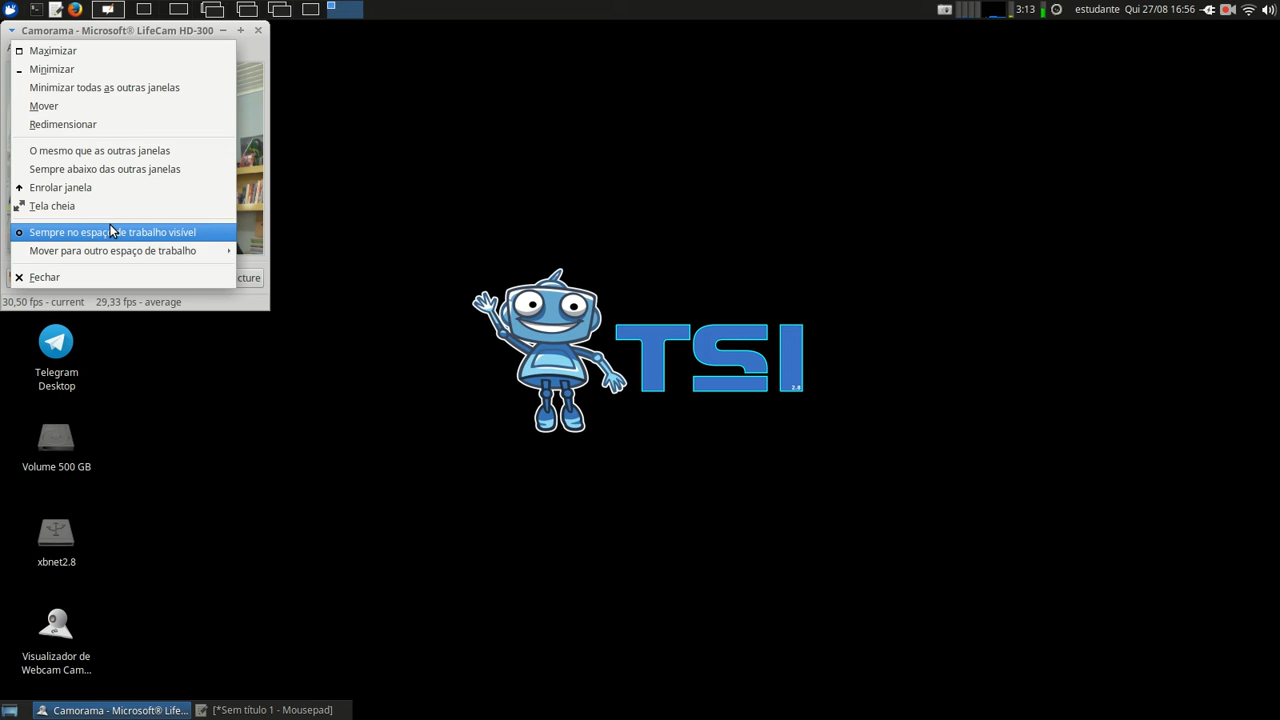 3:13
estudante Qui 27/08 16:56
Camorama - Microsoft® LifeCam HD-300
Maximizar
Minimizar
Minimizar todas as outras janelas
Mover
Redimensionar
O mesmo que as outras janelas
Sempre abaixo das outras janelas
Enrolar janela
Tela cheia
Sempre no espaço de trabalho visível
Mover para outro espaço de trabalho
Fechar
cture
30,50 fps - current 29,33 fps - average
TSI
2.8
Telegram
Desktop
Volume 500 GB
xbnet2.8
Visualizador de
Webcam Cam...
Camorama - Microsoft® Life...
[*Sem título 1 - Mousepad]